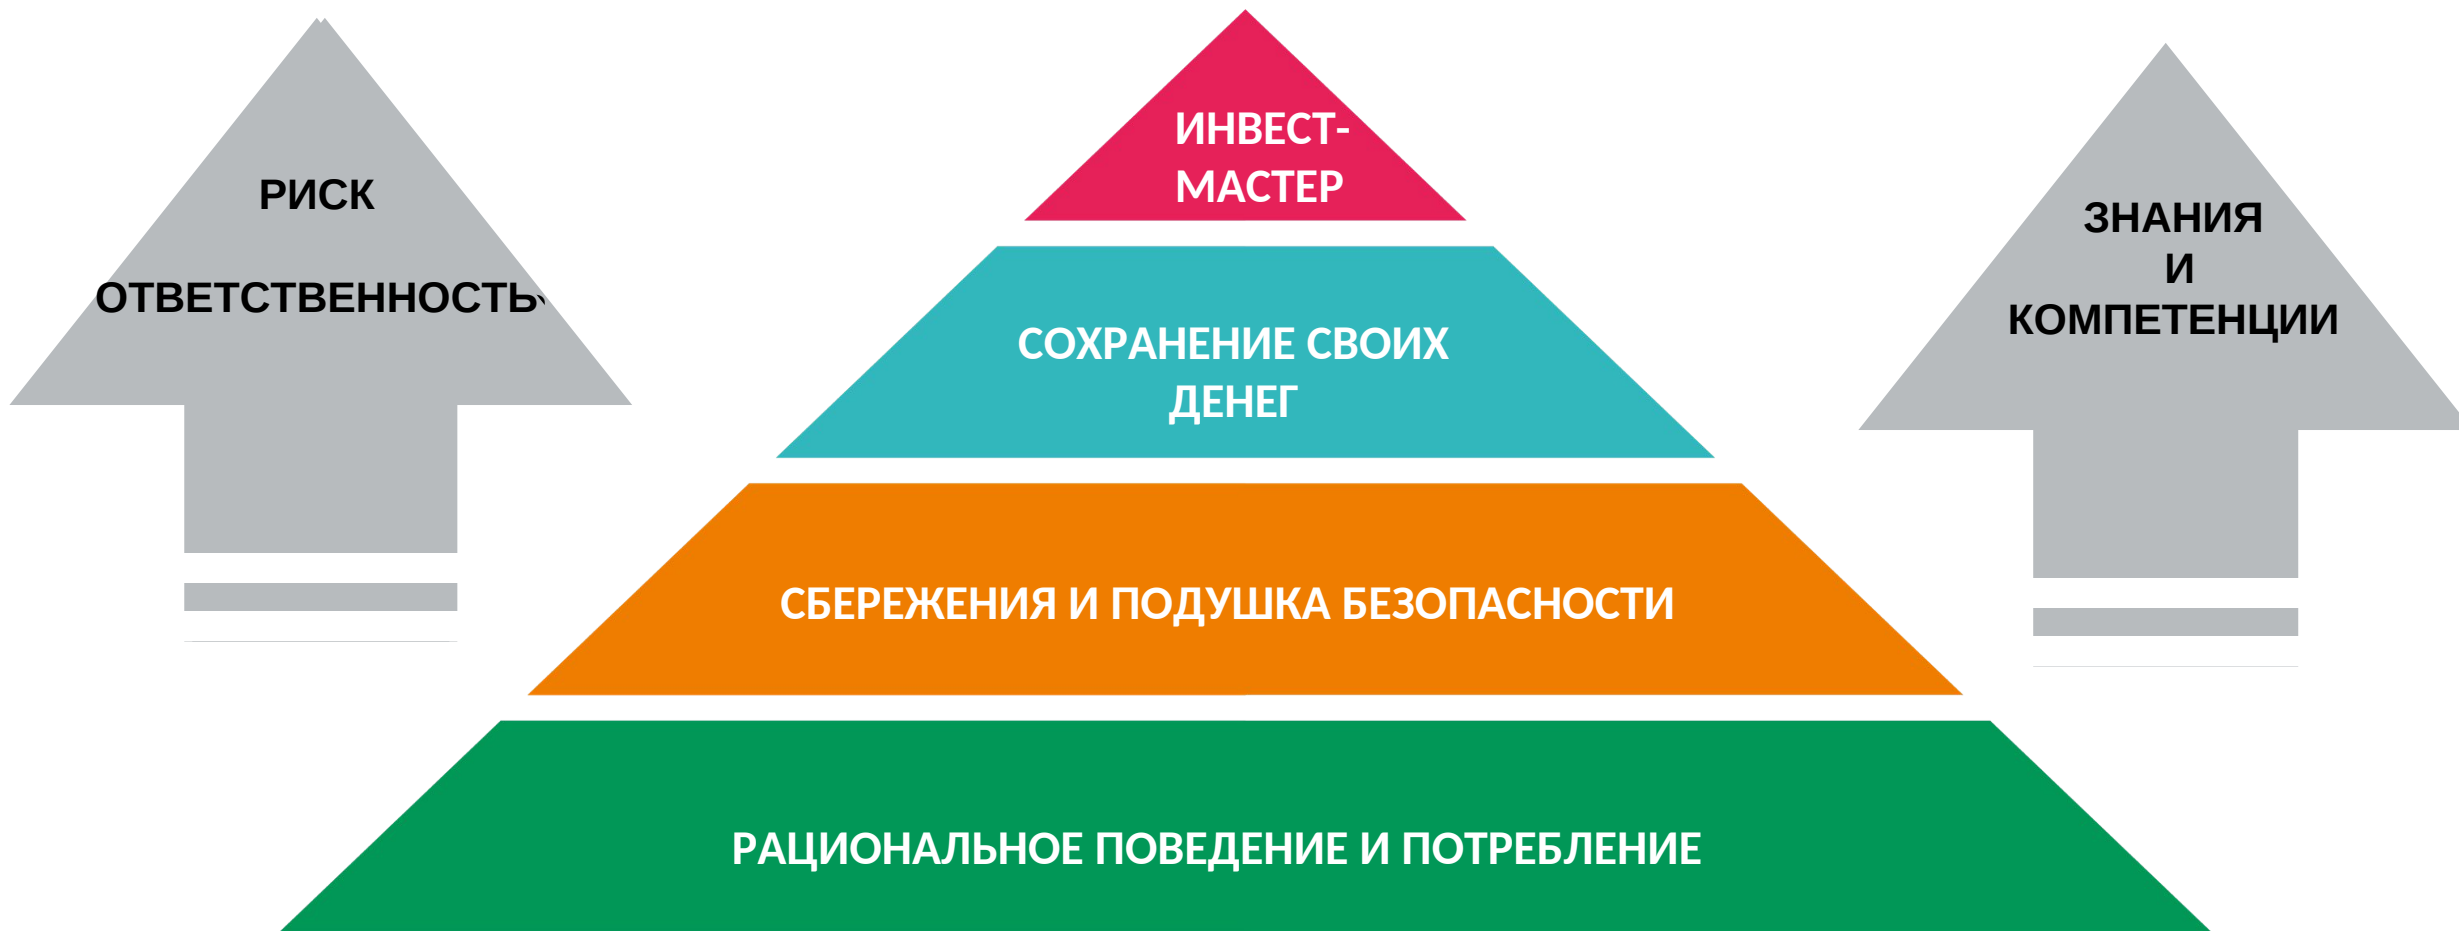 РИСК
ОТВЕТСТВЕННОСТЬ
ИНВЕСТ-
МАСТЕР
СОХРАНЕНИЕ СВОИХ
ДЕНЕГ
СБЕРЕЖЕНИЯ И ПОДУШКА БЕЗОПАСНОСТИ
РАЦИОНАЛЬНОЕ ПОВЕДЕНИЕ И ПОТРЕБЛЕНИЕ
ЗНАНИЯ
И
КОМПЕТЕНЦИИ